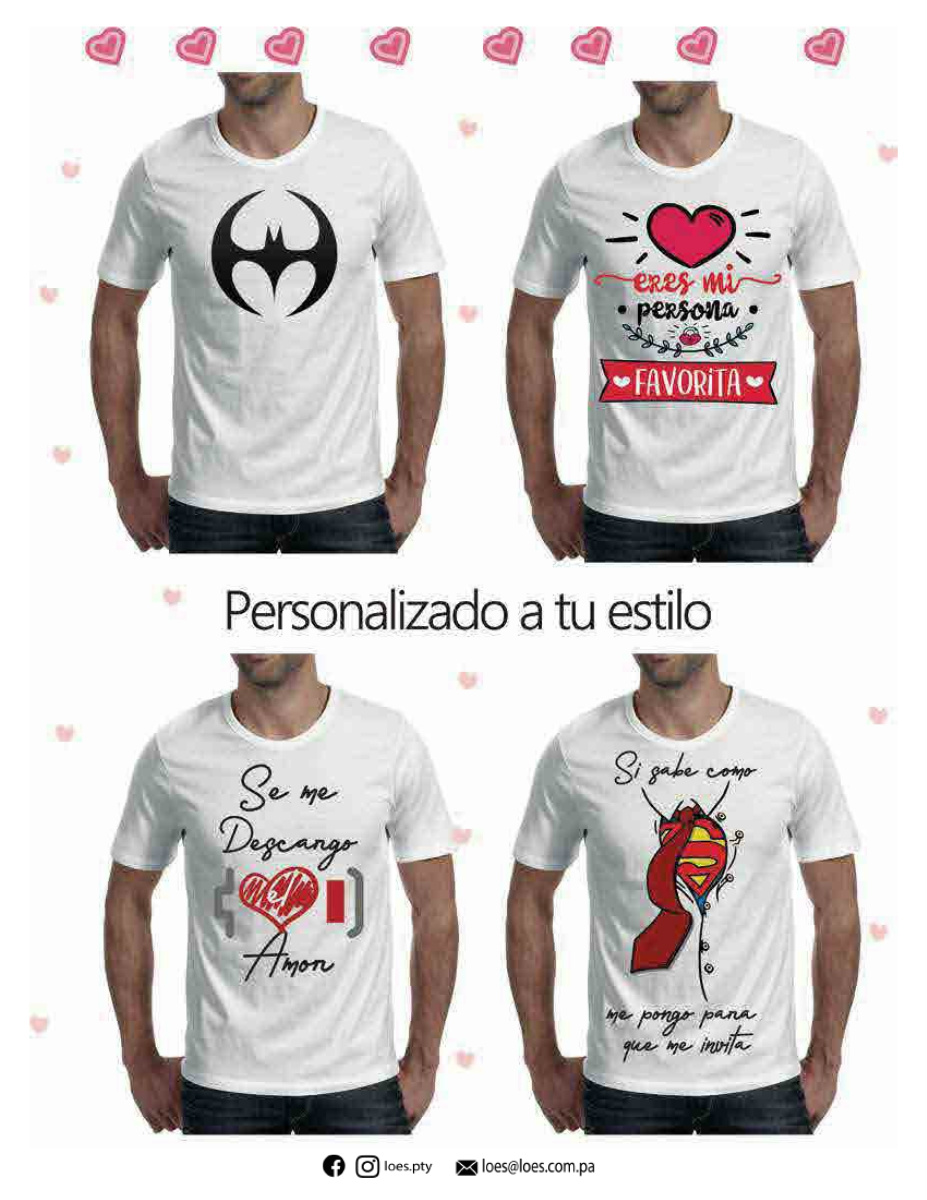 eres mi
persona
FAVORiTA
Personalizado a tu estilo
Se me
Descargo
el
Amor
Si sabe como
S
me pongo para
que me invita
loes.pty loes@loes.com.pa